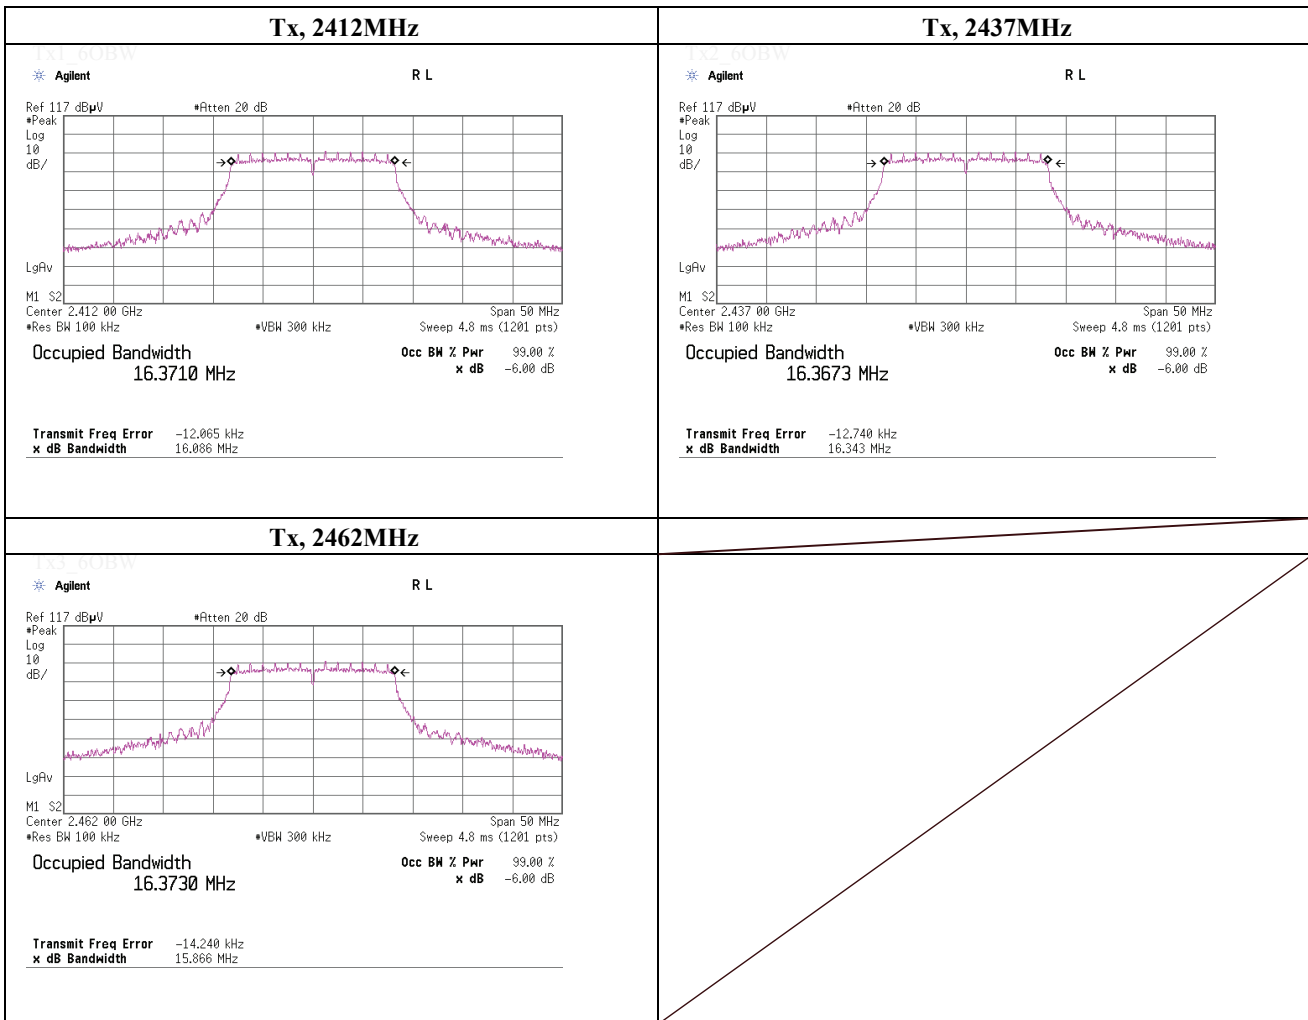 Tx, 2412MHz
Tx1_6OBW
Agilent R L
Ref 117 dBµV #Atten 20 dB
#Peak
Log
10
dB/
LgAv
M1 S2
Center 2.412 00 GHz Span 50 MHz
#Res BW 100 kHz #VBW 300 kHz Sweep 4.8 ms (1201 pts)
Occupied Bandwidth Occ BW % Pwr 99.00 %
16.3710 MHz x dB -6.00 dB
Transmit Freq Error -12.065 kHz
x dB Bandwidth 16.086 MHz
Tx, 2437MHz
Tx2_6OBW
Agilent R L
Ref 117 dBµV #Atten 20 dB
#Peak
Log
10
dB/
LgAv
M1 S2
Center 2.437 00 GHz Span 50 MHz
#Res BW 100 kHz #VBW 300 kHz Sweep 4.8 ms (1201 pts)
Occupied Bandwidth Occ BW % Pwr 99.00 %
16.3673 MHz x dB -6.00 dB
Transmit Freq Error -12.740 kHz
x dB Bandwidth 16.343 MHz
Tx, 2462MHz
Tx3_6OBW
Agilent R L
Ref 117 dBµV #Atten 20 dB
#Peak
Log
10
dB/
LgAv
M1 S2
Center 2.462 00 GHz Span 50 MHz
#Res BW 100 kHz #VBW 300 kHz Sweep 4.8 ms (1201 pts)
Occupied Bandwidth Occ BW % Pwr 99.00 %
16.3730 MHz x dB -6.00 dB
Transmit Freq Error -14.240 kHz
x dB Bandwidth 15.866 MHz